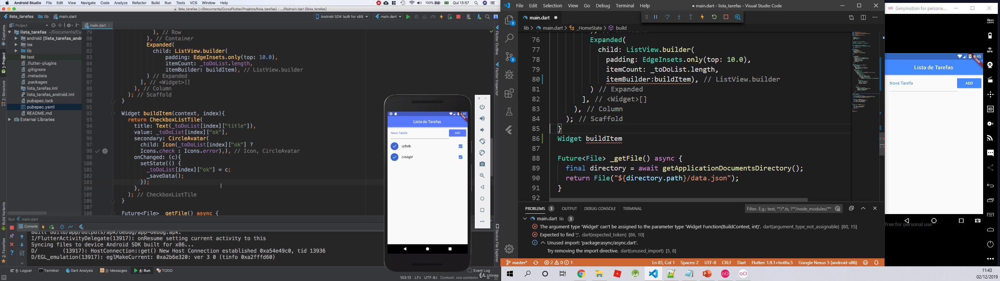 Android Studio File Edit View Navigate Code Analyze Refactor Build Run Tools VCS Window Help
100% Qui 13:57
lista_tarefas [~/Documents/CursoFlutter/Projetos/lista_tarefas] - .../lib/main.dart [lista_tarefas]
lista_tarefas lib main.dart
Android SDK built for x86 main.dart
Project
main.dart
lista_tarefas ~/Documents/Cu
android [lista_tarefas_andr
ios
lib
test
.flutter-plugins
.gitignore
.metadata
.packages
lista_tarefas.iml
lista_tarefas_android.iml
pubspec.lock
pubspec.yaml
README.md
External Libraries
Captures
1: Project
Z: Structure
Build Variants
2: Favorites
79 ), // Row
80 ), // Container
81 Expanded(
82 child: ListView.builder(
83 padding: EdgeInsets.only(top: 10.0),
84 itemCount: _toDoList.length,
85 itemBuilder: buildItem), // ListView.builder
86 ) // Expanded
87 ], // <Widget>[]
88 ), // Column
89 ); // Scaffold
90 }
91
92 Widget buildItem(context, index){
93 return CheckboxListTile(
94 title: Text(_toDoList[index]["title"]),
95 value: _toDoList[index]["ok"],
96 secondary: CircleAvatar(
97 child: Icon(_toDoList[index]["ok"] ?
98 Icons.check : Icons.error),), // Icon, CircleAvatar
99 onChanged: (c){
100 setState(() {
101 _toDoList[index]["ok"] = c;
102 _saveData();
103 });
104 },
105 ); // CheckboxListTile
106 }
107
108 Future<File> _getFile() async {
Flutter Outline
Flutter Inspector
Device File Explorer
Lista de Tarefas
Nova Tarefa
ADD
sjifbdb
dvbdgbf
Run main.dart
Console
Built build/app/outputs/apk/debug/app-debug.apk.
I/FlutterActivityDelegate(13917): onResume setting current activity to this
Syncing files to device Android SDK built for x86...
D/ (13917): HostConnection::get() New Host Connection established 0xa54e49c0, tid 13936
D/EGL_emulation(13917): eglMakeCurrent: 0xa2b6e320: ver 3 0 (tinfo 0xa2fffd60)
6: Logcat Terminal Dart Analysis 0: Messages 4: Run TODO
Event Log
103:12 LF÷ UTF-8÷ Context: <no context>
Udemy
File Edit Selection View Go Debug Terminal Help
● main.dart - lista_tarefas - Visual Studio Code
main.dart
lib > main.dart > _HomeState > build
76 Expanded(
77 child: ListView.builder(
78 padding: EdgeInsets.only(top: 10.0),
79 itemCount: _toDoList.length,
80 itemBuilder:buildItem), // ListView.builder
81 ) // Expanded
82 ], // <Widget>[]
83 ), // Column
84 ); // Scaffold
85 }
86 Widget buildItem
87
88 Future<File> _getFile() async {
89 final directory = await getApplicationDocumentsDirectory();
90 return File("${directory.path}/data.json");
91 }
92
PROBLEMS 3 OUTPUT DEBUG CONSOLE TERMINAL
Filter. E.g.: text, **/*.ts, !**/node_modules/**
main.dart lib 3
The argument type 'Widget' can't be assigned to the parameter type 'Widget Function(BuildContext, int)'. dart(argument_type_not_assignable) [80, 15]
Expected to find ';'. dart(expected_token) [86, 10]
Unused import: 'package:async/async.dart'.
Try removing the import directive. dart(unused_import) [5, 8]
master* 2 0 1
Ln 85, Col 1 Spaces: 2 UTF-8 CRLF Dart Flutter: 1.9.1+hotfix.5 Google Nexus 5 (android-x86)
Genymotion for persona...
Open GAPPS
GPS
ID
Lista de Tarefas
Nova Tarefa
ADD
free for personal use
11:43
02/12/2019